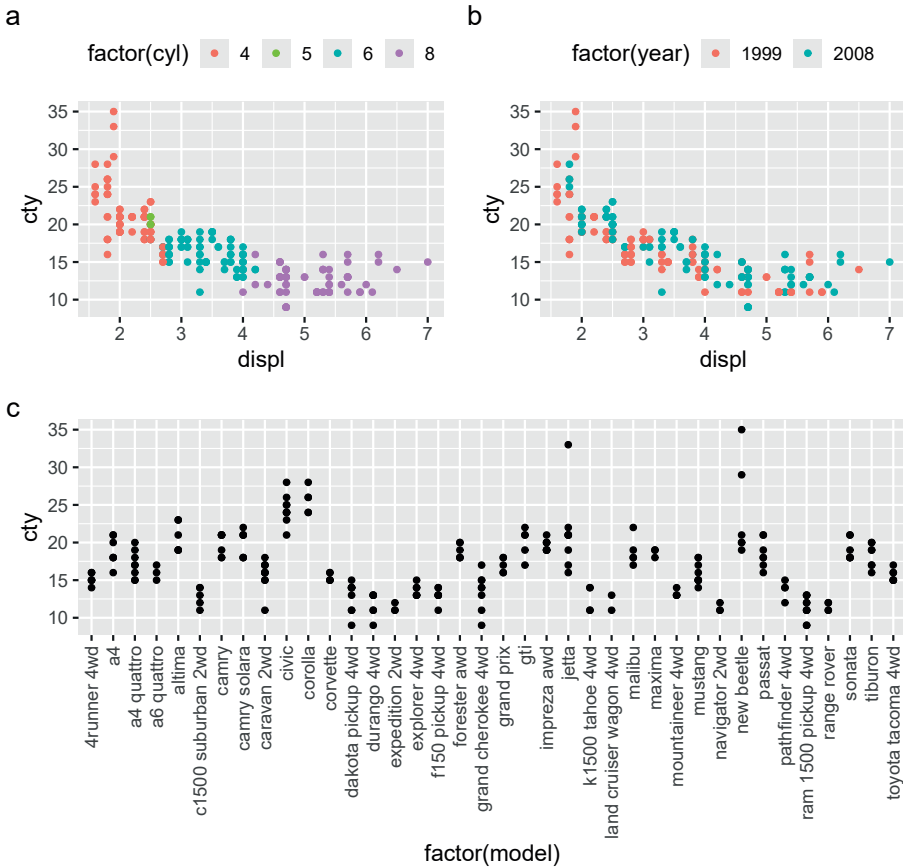 a
factor(cyl) 4 5 6 8
35
30
25
20
15
10
cty
2 3 4 5 6 7
displ
b
factor(year) 1999 2008
35
30
25
20
15
10
cty
2 3 4 5 6 7
displ
c
35
30
25
20
15
10
cty
4runner 4wd
a4
a4 quattro
a6 quattro
altima
c1500 suburban 2wd
camry
camry solara
caravan 2wd
civic
corolla
corvette
dakota pickup 4wd
durango 4wd
expedition 2wd
explorer 4wd
f150 pickup 4wd
forester awd
grand cherokee 4wd
grand prix
gti
impreza awd
jetta
k1500 tahoe 4wd
land cruiser wagon 4wd
malibu
maxima
mountaineer 4wd
mustang
navigator 2wd
new beetle
passat
pathfinder 4wd
ram 1500 pickup 4wd
range rover
sonata
tiburon
toyota tacoma 4wd
factor(model)